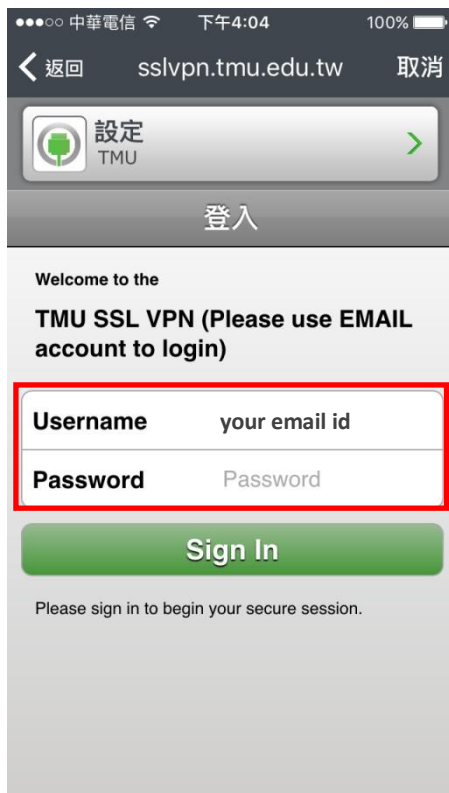 ●●●○○ 中華電信 下午4:04 100%
返回 sslvpn.tmu.edu.tw 取消
設定
TMU
登入
Welcome to the
TMU SSL VPN (Please use EMAIL
account to login)
Username your email id
Password Password
Sign In
Please sign in to begin your secure session.